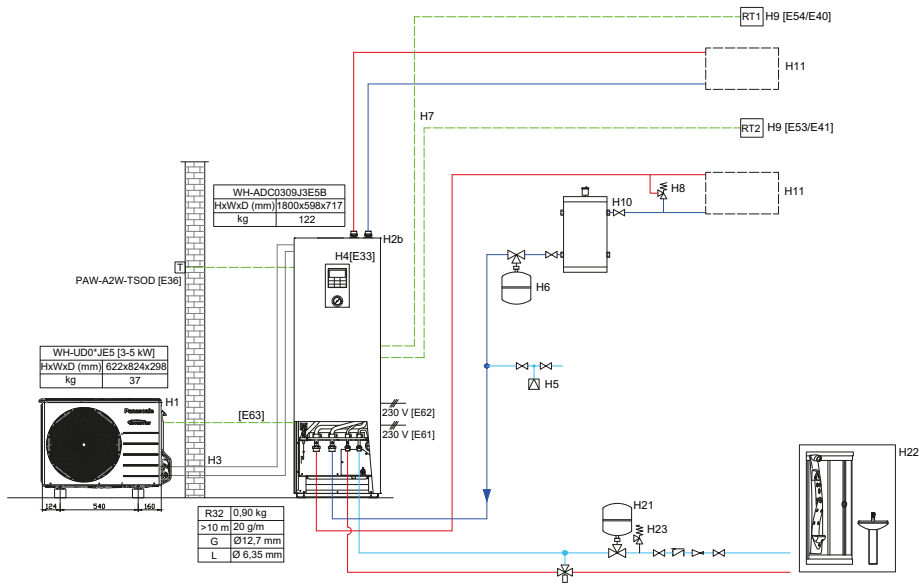 RT1 H9 [E54/E40]
H11
H7
RT2 H9 [E53/E41]
H11
H8
H10
WH-ADC0309J3E5B
HxWxD (mm) 1800x598x717
kg 122
H2b
H4[E33]
T
PAW-A2W-TSOD [E36]
H6
WH-UD0*JE5 [3-5 kW]
HxWxD (mm) 622x824x298
kg 37
H5
H1
Panasonic
Inverter
[E63]
230 V [E62]
230 V [E61]
H3
H22
124 540 160
R32 0,90 kg
>10 m 20 g/m
G Ø12,7 mm
L Ø 6,35 mm
H21
H23